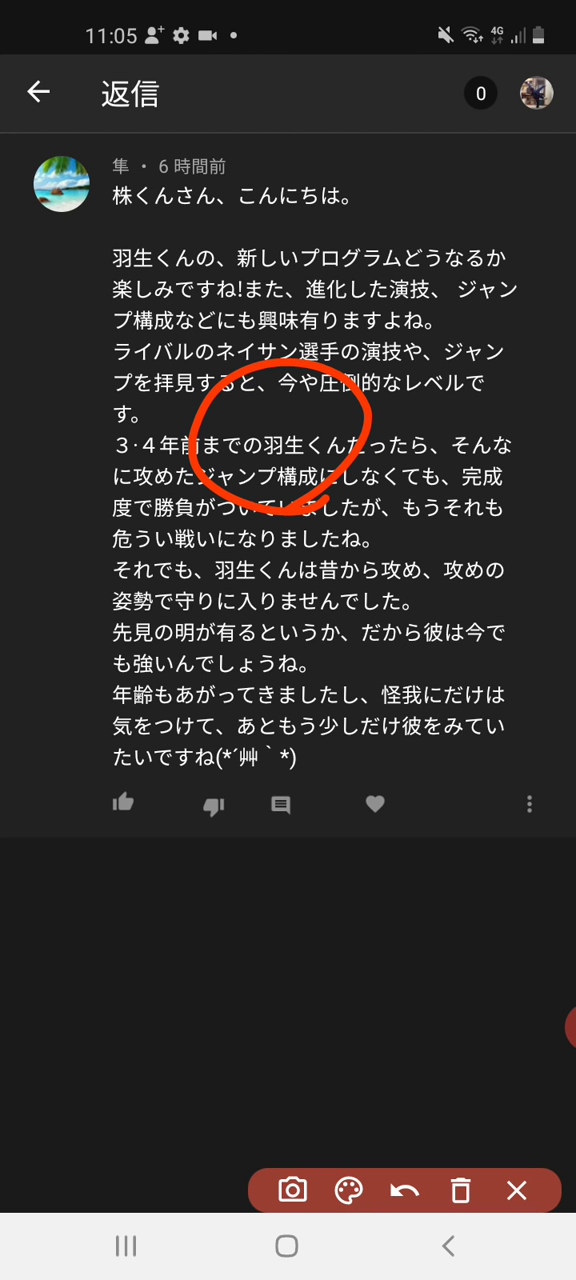 11:05
4G
返信
0
隼 ・ 6 時間前
株くんさん、こんにちは。
羽生くんの、新しいプログラムどうなるか
楽しみですね!また、進化した演技、 ジャン
プ構成などにも興味有りますよね。
ライバルのネイサン選手の演技や、ジャン
プを拝見すると、今や圧倒的なレベルで
す。
３·４年前までの羽生くんだったら、そんな
に攻めたジャンプ構成にしなくても、完成
度で勝負がついていましたが、もうそれも
危うい戦いになりましたね。
それでも、羽生くんは昔から攻め、攻めの
姿勢で守りに入りませんでした。
先見の明が有るというか、だから彼は今で
も強いんでしょうね。
年齢もあがってきましたし、怪我にだけは
気をつけて、あともう少しだけ彼をみてい
たいですね(*´艸｀*)